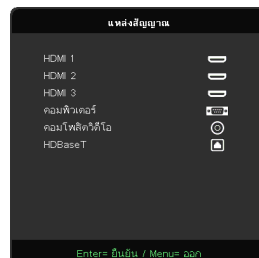 แหล่งสัญญาณ
HDMI 1
HDMI 2
HDMI 3
คอมพิวเตอร์
คอมโพสิตวิดีโอ
HDBaseT
Enter= ยืนยัน / Menu= ออก